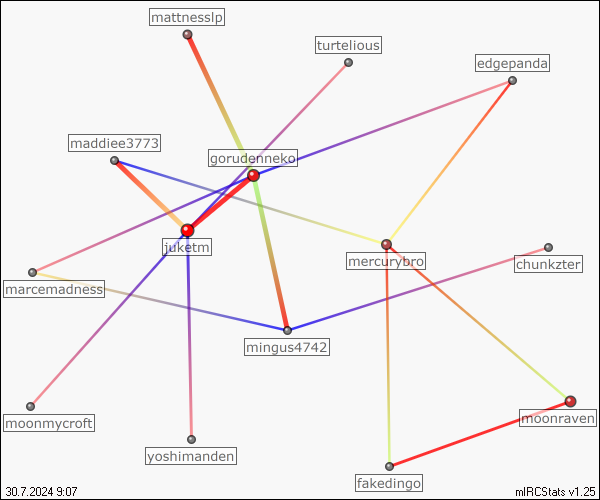 mattnesslp
turtelious
edgepanda
maddiee3773
gorudenneko
juketm
mercurybro
chunkzter
marcemadness
mingus4742
moonmycroft
moonraven
yoshimanden
fakedingo
30.7.2024 9:07
mIRCStats v1.25